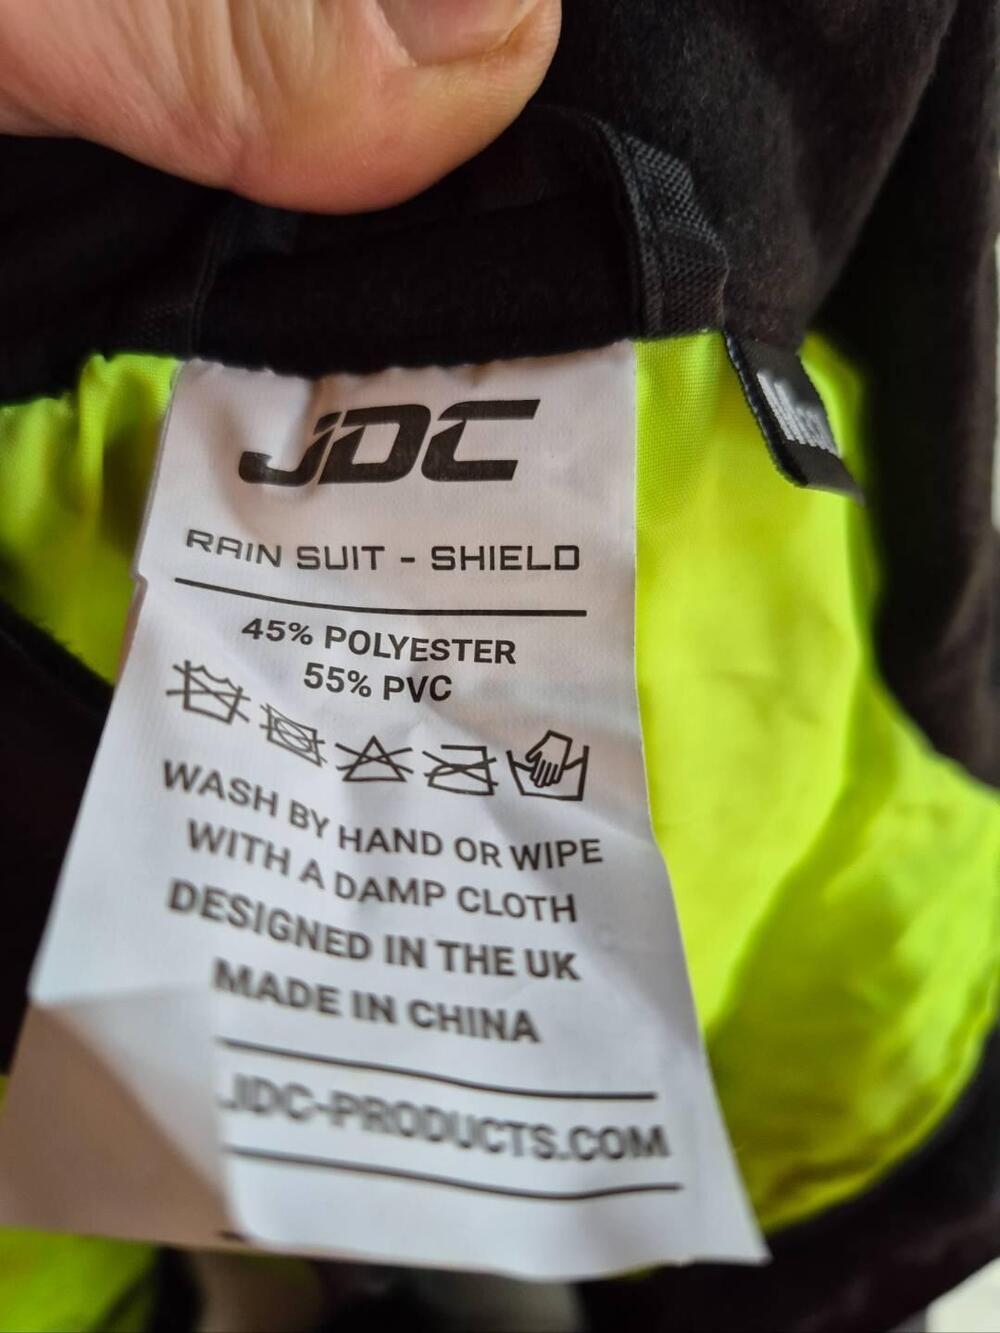 JDC
RAIN SUIT - SHIELD
45% POLYESTER
55% PVC
WASH BY HAND OR WIPE
WITH A DAMP CLOTH
DESIGNED IN THE UK
MADE IN CHINA
JDC-PRODUCTS.COM